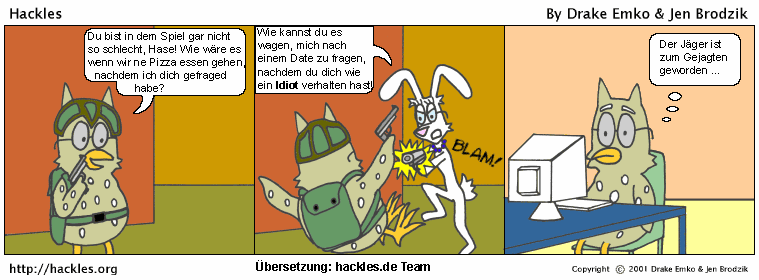 Hackles
By Drake Emko & Jen Brodzik
Du bist in dem Spiel gar nicht
so schlecht, Hase! Wie wäre es
wenn wir ne Pizza essen gehen,
nachdem ich dich gefraged
habe?
Wie kannst du es
wagen, mich nach
einem Date zu fragen,
nachdem du dich wie
ein Idiot verhalten hast!
BLAM!
Der Jäger ist
zum Gejagten
geworden ...
http://hackles.org
Übersetzung: hackles.de Team
Copyright © 2001 Drake Emko & Jen Brodzik